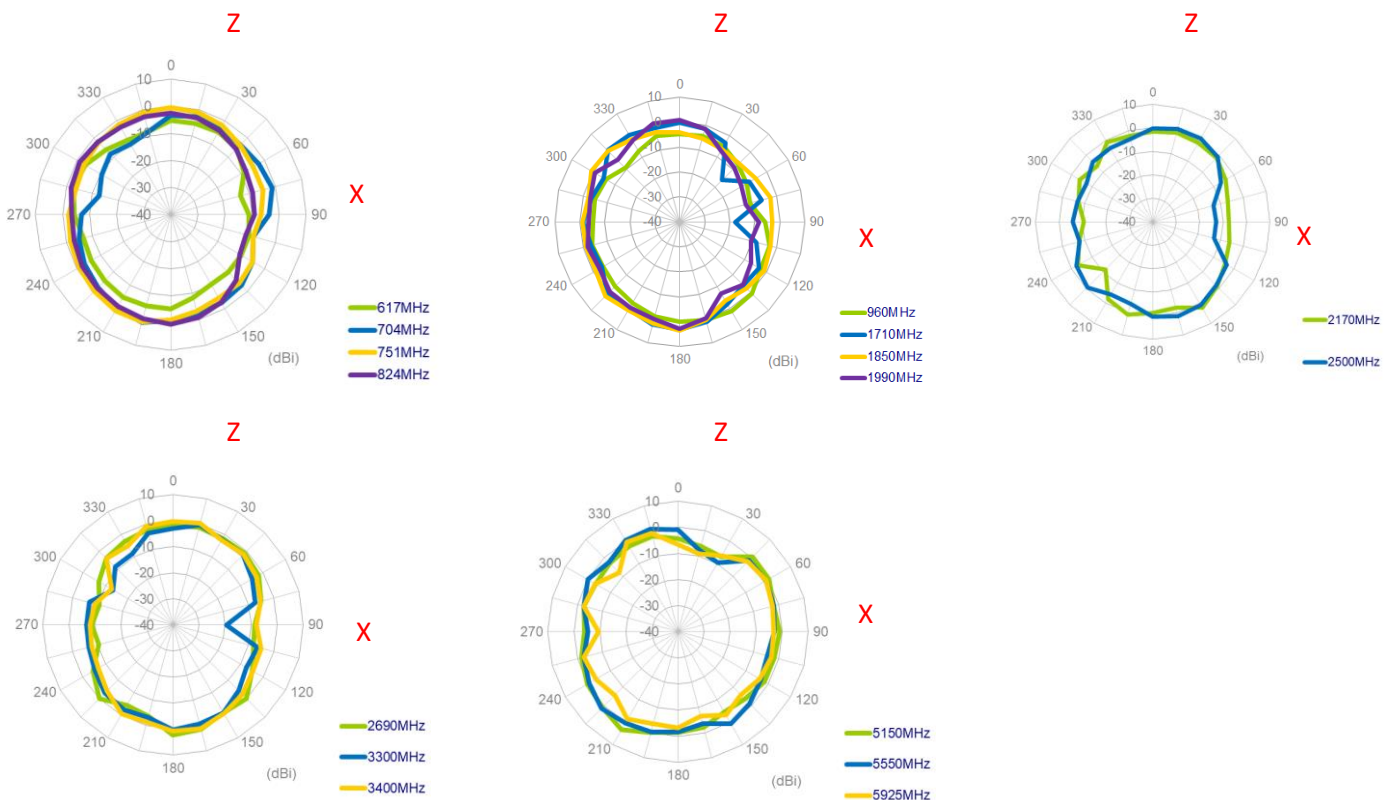 Z
0
330
30
10
0
-10
300
60
-20
-30
X
270
-40
90
240
120
617MHz
210
150
704MHz
180
(dBi)
751MHz
824MHz
Z
0
330
30
10
0
-10
300
60
-20
-30
270
-40
90
X
240
120
960MHz
210
150
1710MHz
180
(dBi)
1850MHz
1990MHz
Z
0
330
30
10
0
-10
300
60
-20
-30
270
-40
90
X
240
120
2170MHz
210
150
180
(dBi)
2500MHz
Z
0
330
30
10
0
-10
300
60
-20
-30
270
-40
90
X
240
120
2690MHz
210
150
3300MHz
180
(dBi)
3400MHz
Z
0
330
30
10
0
-10
300
60
-20
-30
X
270
-40
90
240
120
5150MHz
210
150
5550MHz
180
(dBi)
5925MHz